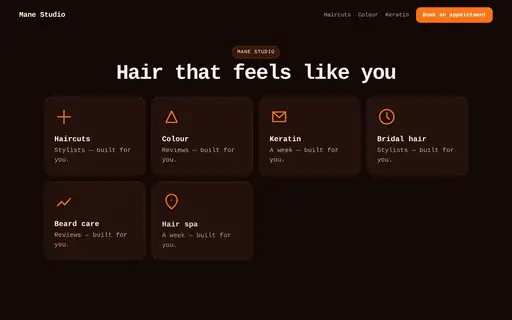 Mane Studio
Haircuts Colour Keratin Book an appointment
MANE STUDIO
Hair that feels like you
Haircuts
Stylists — built for you.
Colour
Reviews — built for you.
Keratin
A week — built for you.
Bridal hair
Stylists — built for you.
Beard care
Reviews — built for you.
Hair spa
A week — built for you.